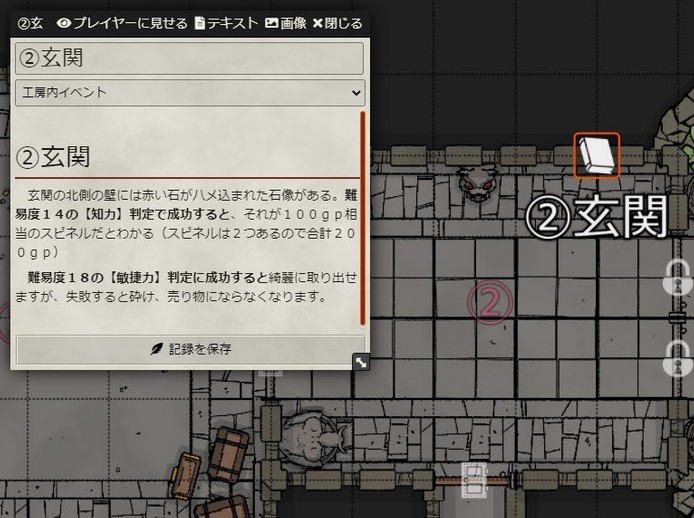 ②玄 プレイヤーに見せる テキスト 画像 閉じる
②玄関
工房内イベント
②玄関
玄関の北側の壁には赤い石がハメ込まれた石像がある。難
易度１４の【知力】判定で成功すると、それが１００ｇｐ相
当のスピネルだとわかる（スピネルは２つあるので合計２０
０ｇｐ）
難易度１８の【敏捷力】判定に成功すると綺麗に取り出せ
ますが、失敗すると砕け、売り物にならなくなります。
記録を保存
②玄関
②